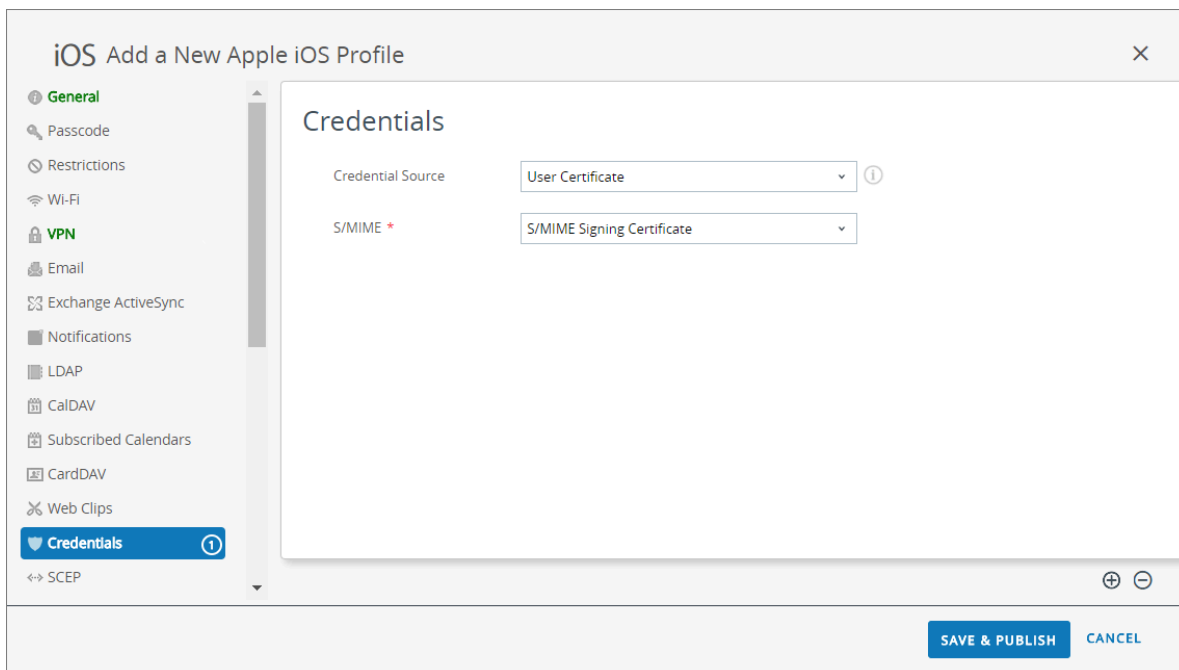 iOS Add a New Apple iOS Profile
General
Passcode
Restrictions
Wi-Fi
VPN
Email
Exchange ActiveSync
Notifications
LDAP
CalDAV
Subscribed Calendars
CardDAV
Web Clips
Credentials 1
SCEP
Credentials
Credential Source User Certificate
S/MIME * S/MIME Signing Certificate
SAVE & PUBLISH CANCEL